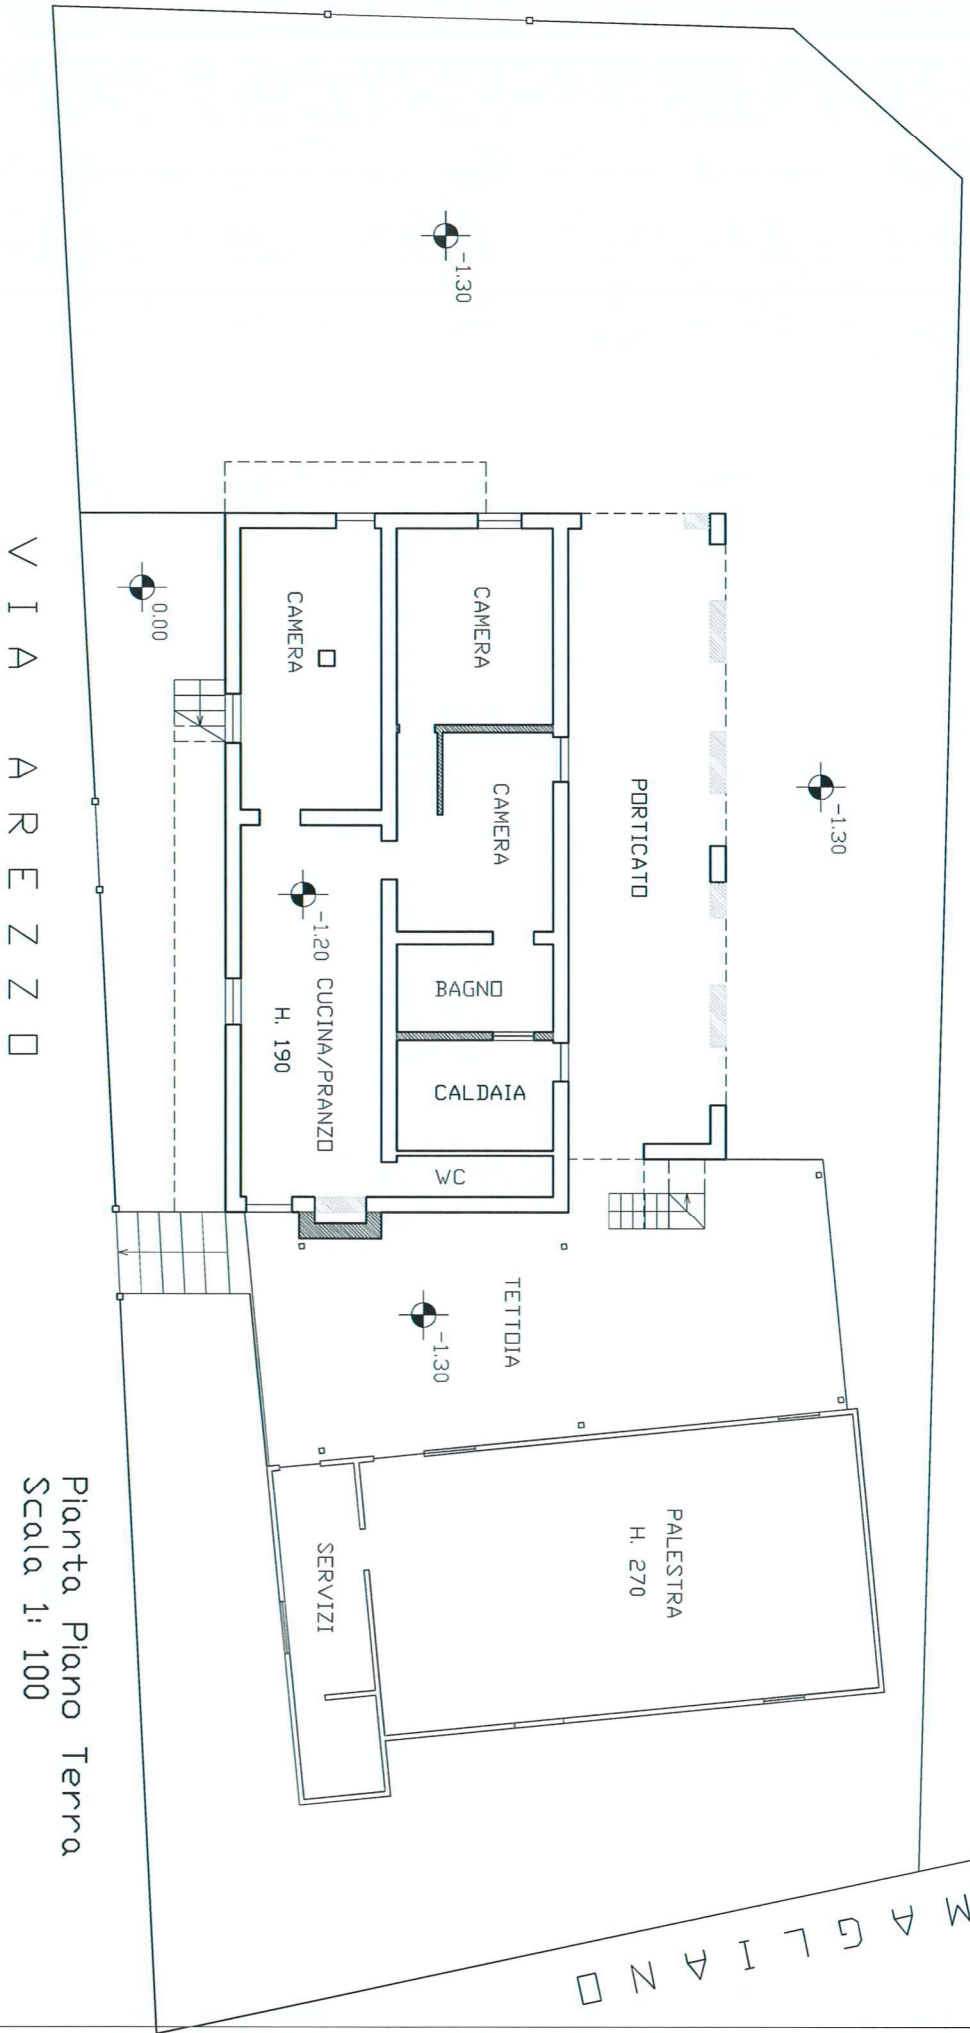 -1.30
-1.30
0.00
CAMERA
CAMERA
CAMERA
PORTICATO
BAGNO
CALDAIA
WC
-1.20 CUCINA/PRANZO
H. 190
TETTOIA
-1.30
PALESTRA
H. 270
SERVIZI
VIA AREZZO
MAGLIANO
Pianta Piano Terra
Scala 1: 100